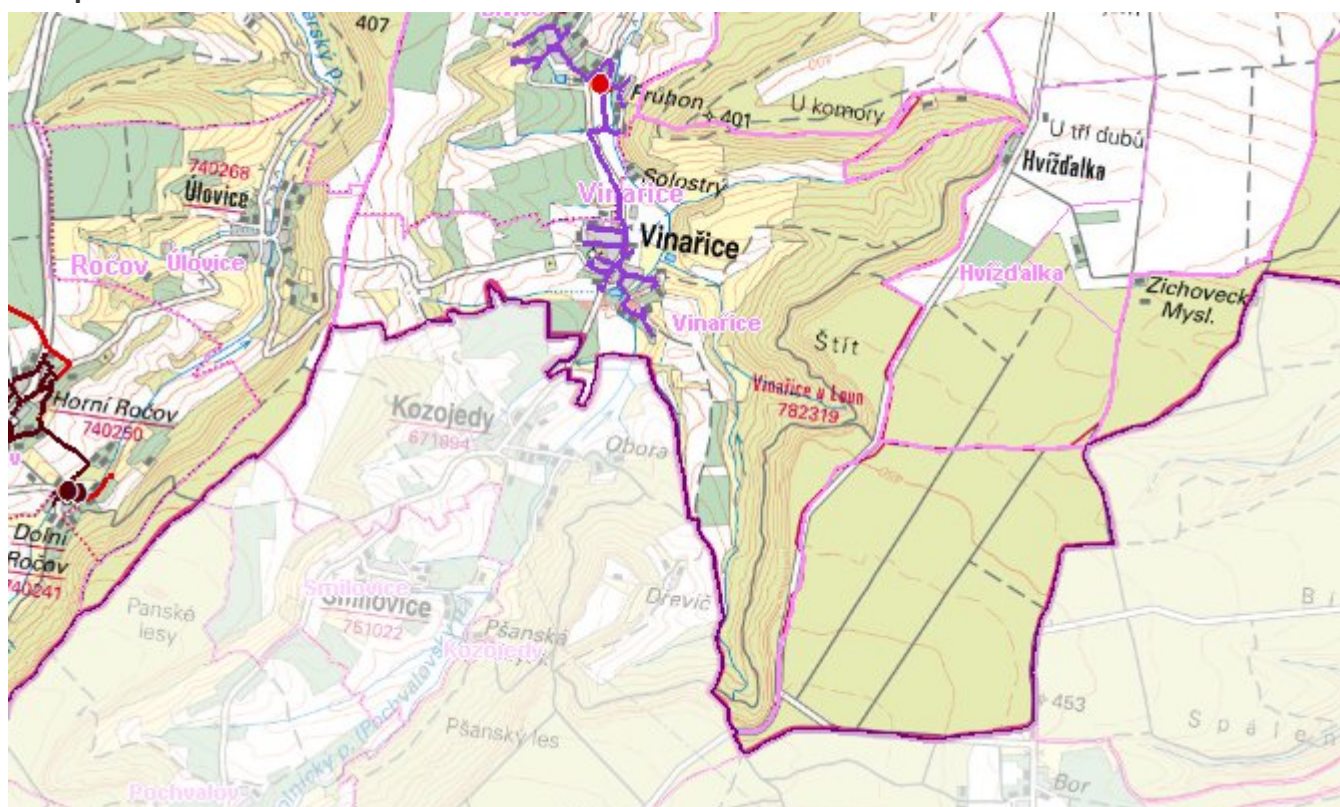 407
Průhon
401
U komory
U tří dubů
Hvížďalka
740268
Úlovice
Solostrý
Vinařice
Vinařice
Ročov
Úlovice
Hvížďalka
Zichoveck
Mysl.
Vinařice
Štít
Vinařice u Loun
782319
Horní Ročov
740250
Kozojedy
671894
Obora
Dolní
Ročov
740241
Panské
lesy
Smilovice
Smilovice
751022
Dřevíč
Pšanská
Kozojedy
453
Pšanský les
Bor
Pochvalov